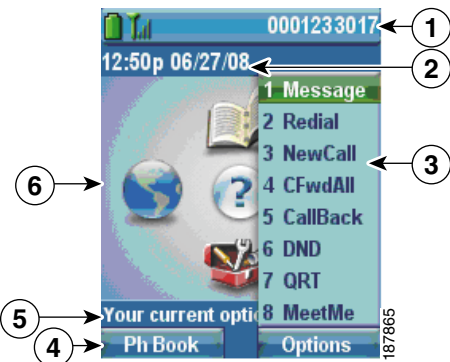 0001233017
1
12:50p 06/27/08
2
1 Message
2 Redial
3 NewCall
3
4 CFwdAll
6
5 CallBack
6 DND
7 QRT
5
Your current optio
8 MeetMe
4
Ph Book
Options
187865